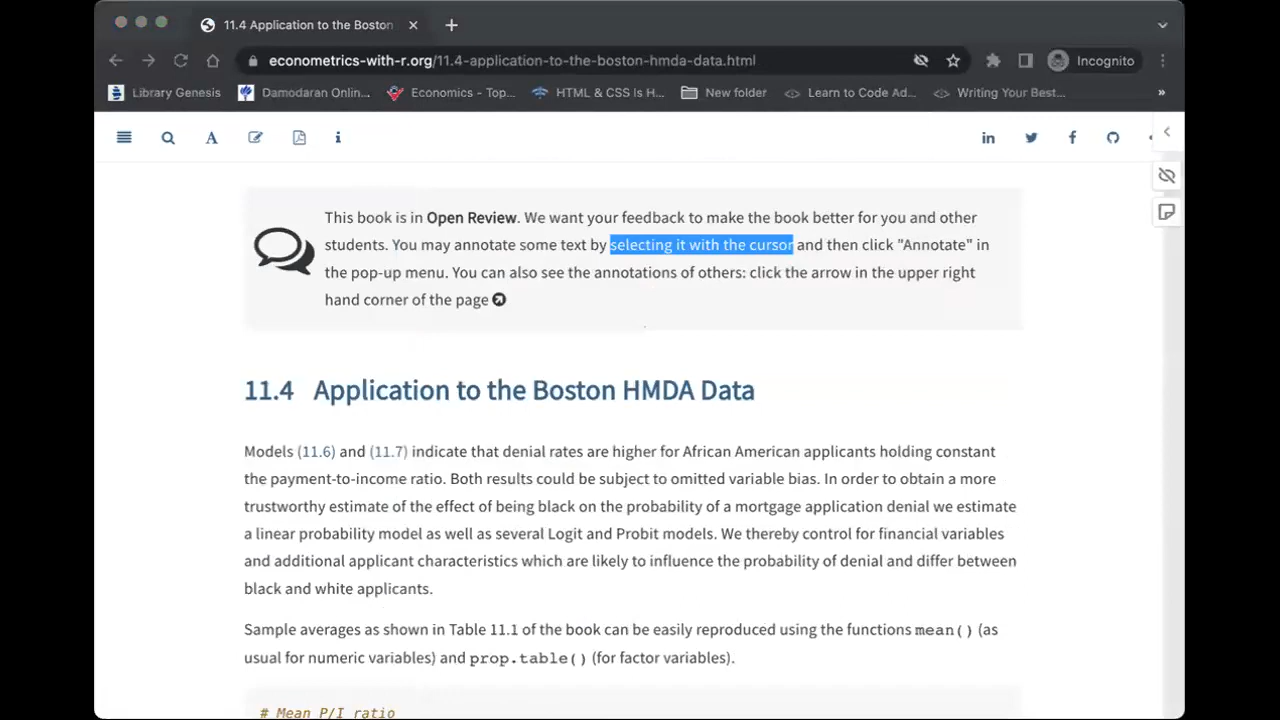 11.4 Application to the Boston
econometrics-with-r.org/11.4-application-to-the-boston-hmda-data.html
Incognito
Library Genesis
Damodaran Onlin...
Economics - Top...
HTML & CSS Is H...
New folder
Learn to Code Ad...
Writing Your Best...
»
This book is in Open Review. We want your feedback to make the book better for you and other
students. You may annotate some text by selecting it with the cursor and then click "Annotate" in
the pop-up menu. You can also see the annotations of others: click the arrow in the upper right
hand corner of the page
11.4 Application to the Boston HMDA Data
Models (11.6) and (11.7) indicate that denial rates are higher for African American applicants holding constant
the payment-to-income ratio. Both results could be subject to omitted variable bias. In order to obtain a more
trustworthy estimate of the effect of being black on the probability of a mortgage application denial we estimate
a linear probability model as well as several Logit and Probit models. We thereby control for financial variables
and additional applicant characteristics which are likely to influence the probability of denial and differ between
black and white applicants.
Sample averages as shown in Table 11.1 of the book can be easily reproduced using the functions mean() (as
usual for numeric variables) and prop.table() (for factor variables).
# Mean P/I ratio